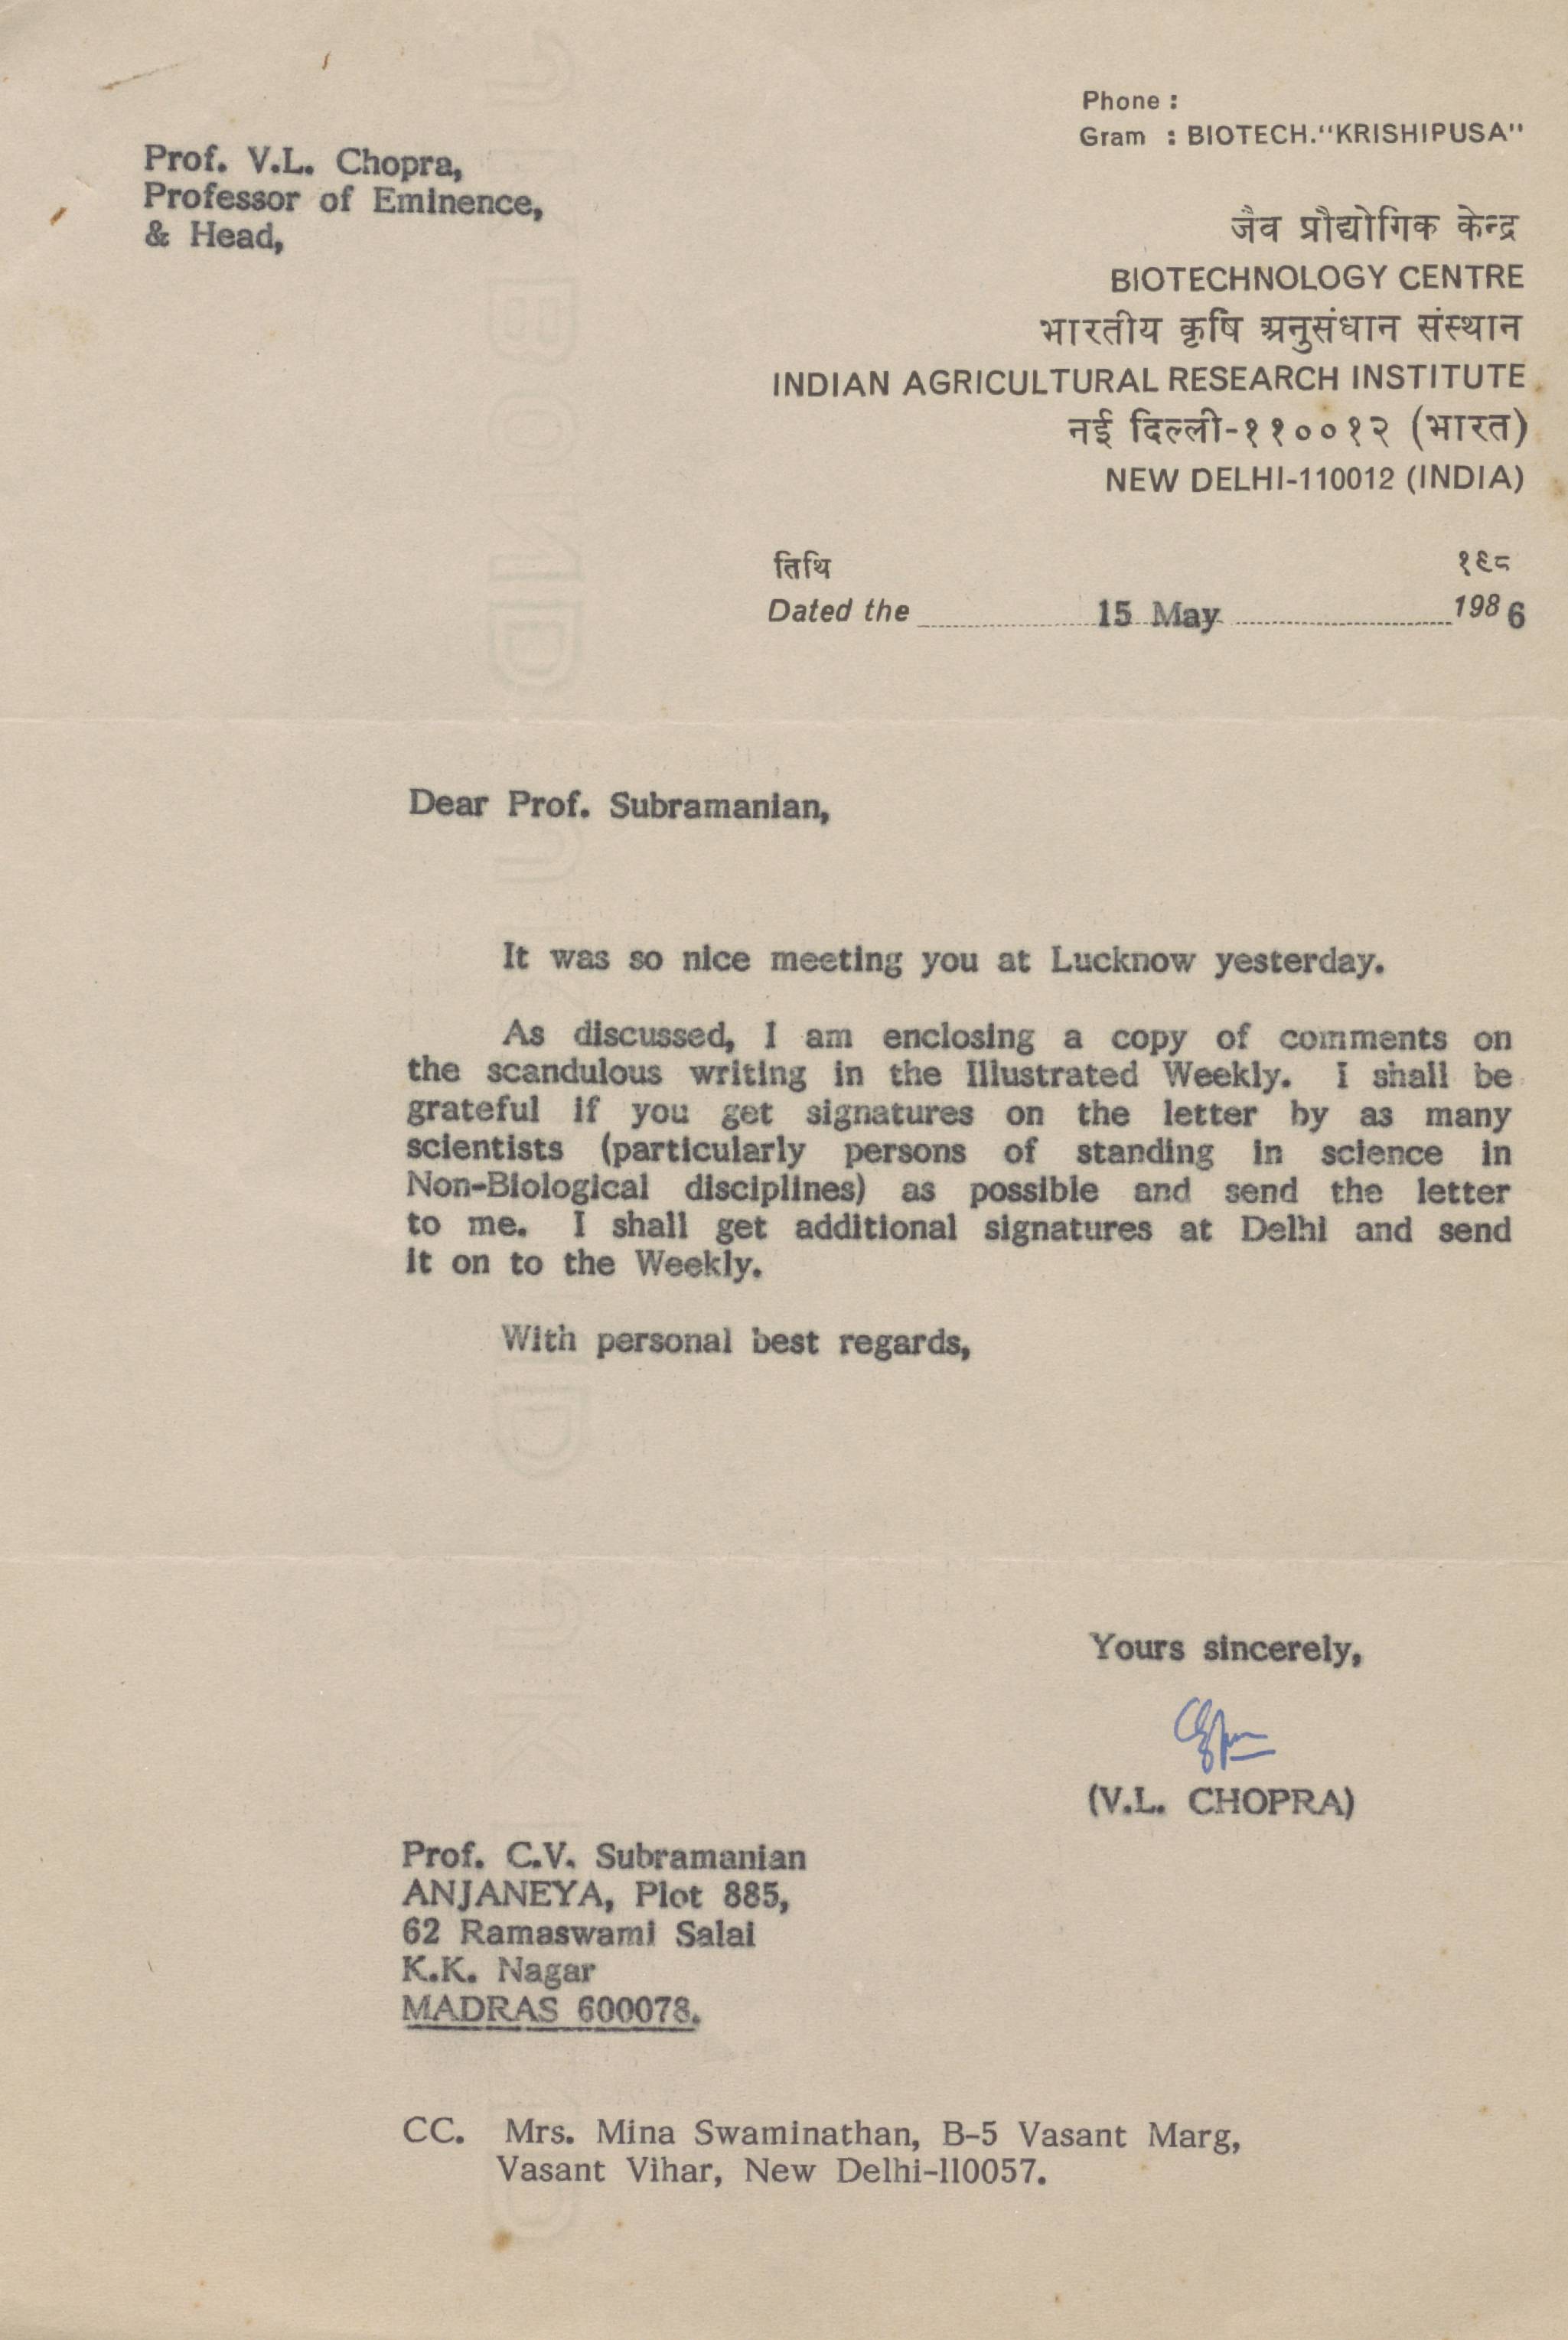 Phone :
Gram : BIOTECH."KRISHIPUSA"
Prof. V.L. Chopra,
Professor of Eminence,
& Head,
जैव प्रौद्योगिक केन्द्र
BIOTECHNOLOGY CENTRE
भारतीय कृषि अनुसंधान संस्थान
INDIAN AGRICULTURAL RESEARCH INSTITUTE
नई दिल्ली-११००१२ (भारत)
NEW DELHI-110012 (INDIA)
तिथि १९८
Dated the 15 May 1986
Dear Prof. Subramanian,
It was so nice meeting you at Lucknow yesterday.
As discussed, I am enclosing a copy of comments on
the scandulous writing in the Illustrated Weekly. I shall be
grateful if you get signatures on the letter by as many
scientists (particularly persons of standing in science in
Non-Biological disciplines) as possible and send the letter
to me. I shall get additional signatures at Delhi and send
it on to the Weekly.
With personal best regards,
Yours sincerely,
(V.L. CHOPRA)
Prof. C.V. Subramanian
ANJANEYA, Plot 885,
62 Ramaswami Salai
K.K. Nagar
MADRAS 600078.
CC. Mrs. Mina Swaminathan, B-5 Vasant Marg,
Vasant Vihar, New Delhi-110057.